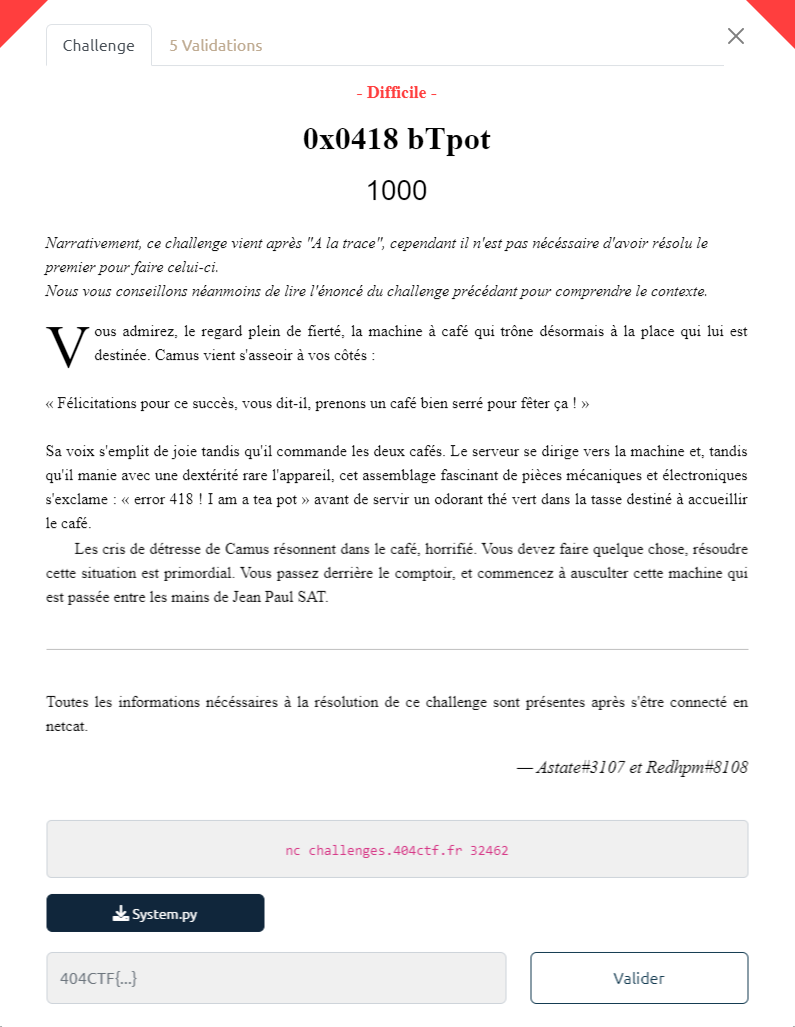 Challenge
5 Validations
- Difficile -
0x0418 bTpot
1000
Narrativement, ce challenge vient après "A la trace", cependant il n'est pas nécéssaire d'avoir résolu le
premier pour faire celui-ci.
Nous vous conseillons néanmoins de lire l'énoncé du challenge précédant pour comprendre le contexte.
Vous admirez, le regard plein de fierté, la machine à café qui trône désormais à la place qui lui est
destinée. Camus vient s'asseoir à vos côtés :
« Félicitations pour ce succès, vous dit-il, prenons un café bien serré pour fêter ça ! »
Sa voix s'emplit de joie tandis qu'il commande les deux cafés. Le serveur se dirige vers la machine et, tandis
qu'il manie avec une dextérité rare l'appareil, cet assemblage fascinant de pièces mécaniques et électroniques
s'exclame : « error 418 ! I am a tea pot » avant de servir un odorant thé vert dans la tasse destiné à accueillir
le café.
Les cris de détresse de Camus résonnent dans le café, horrifié. Vous devez faire quelque chose, résoudre
cette situation est primordial. Vous passez derrière le comptoir, et commencez à ausculter cette machine qui
est passée entre les mains de Jean Paul SAT.
Toutes les informations nécéssaires à la résolution de ce challenge sont présentes après s'être connecté en
netcat.
— Astate#3107 et Redhpm#8108
nc challenges.404ctf.fr 32462
System.py
404CTF{...}
Valider